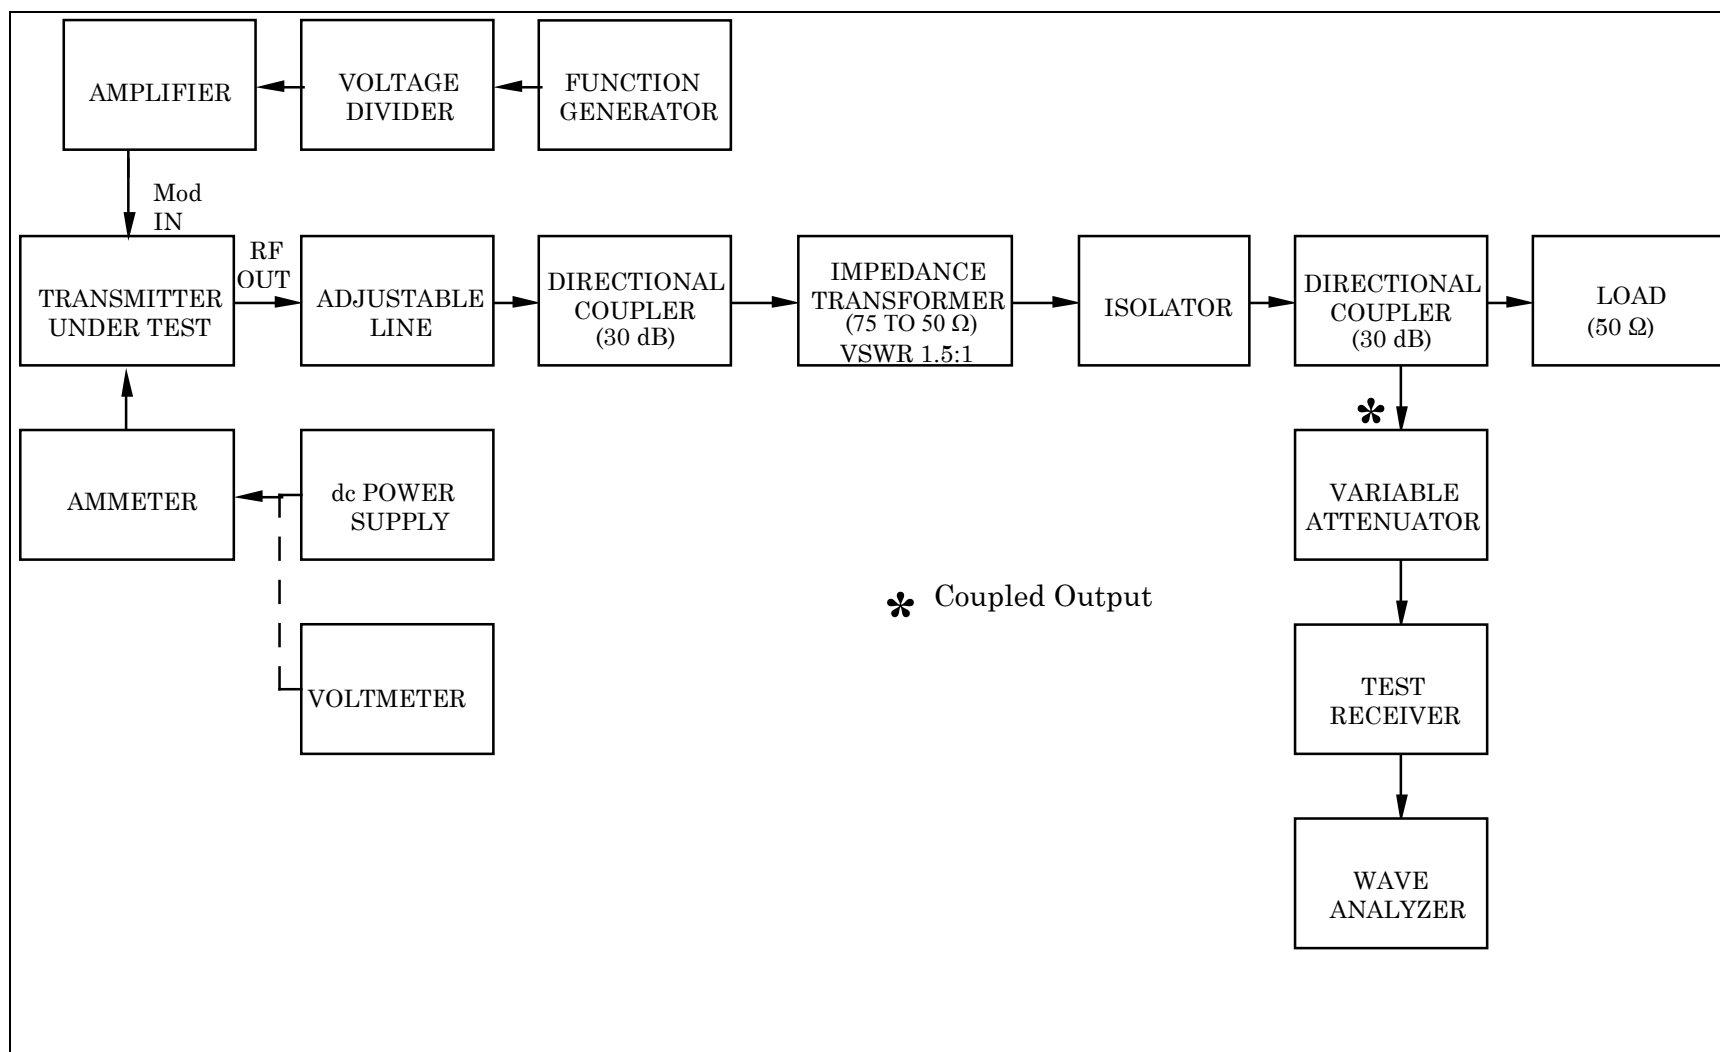 AMPLIFIER
VOLTAGE
DIVIDER
FUNCTION
GENERATOR
Mod
IN
TRANSMITTER
UNDER TEST
RF
OUT
ADJUSTABLE
LINE
DIRECTIONAL
COUPLER
(30 dB)
IMPEDANCE
TRANSFORMER
(75 TO 50 Ω)
VSWR 1.5:1
ISOLATOR
DIRECTIONAL
COUPLER
(30 dB)
LOAD
(50 Ω)
*
AMMETER
dc POWER
SUPPLY
VARIABLE
ATTENUATOR
* Coupled Output
VOLTMETER
TEST
RECEIVER
WAVE
ANALYZER